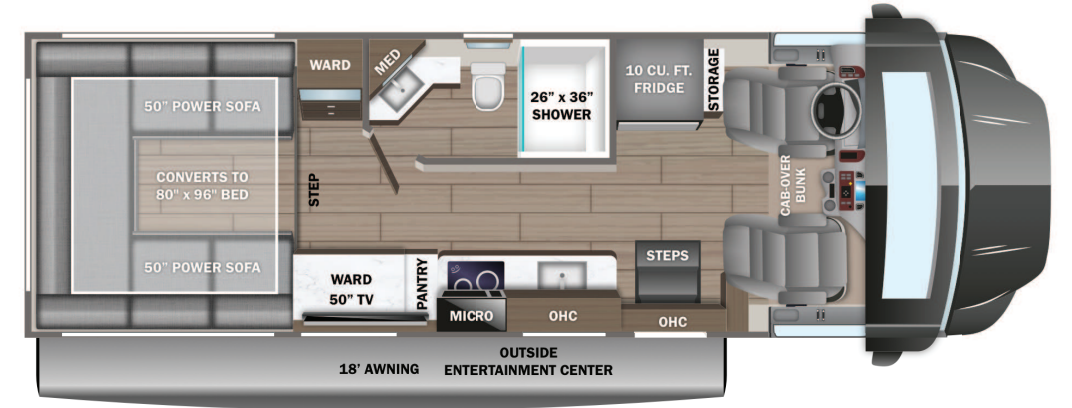 WARD
MED
50” POWER SOFA
26” x 36”
SHOWER
10 CU. FT.
FRIDGE
STORAGE
CONVERTS TO
80" x 96" BED
STEP
CAB-OVER
BUNK
50” POWER SOFA
WARD
50” TV
PANTRY
STEPS
MICRO
OHC
OHC
18’ AWNING
OUTSIDE
ENTERTAINMENT CENTER